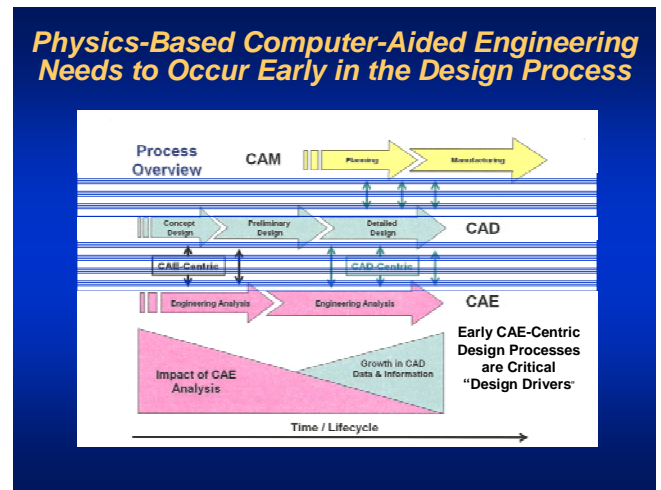 Physics-Based Computer-Aided Engineering
Needs to Occur Early in the Design Process
Process
Overview
CAM
Planning
Manufacturing
Concept
Design
Preliminary
Design
Detailed
Design
CAD
CAE-Centric
CAD-Centric
Engineering Analysis
Engineering Analysis
CAE
Early CAE-Centric
Design Processes
are Critical
“Design Drivers”
Impact of CAE
Analysis
Growth in CAD
Data & Information
Time / Lifecycle